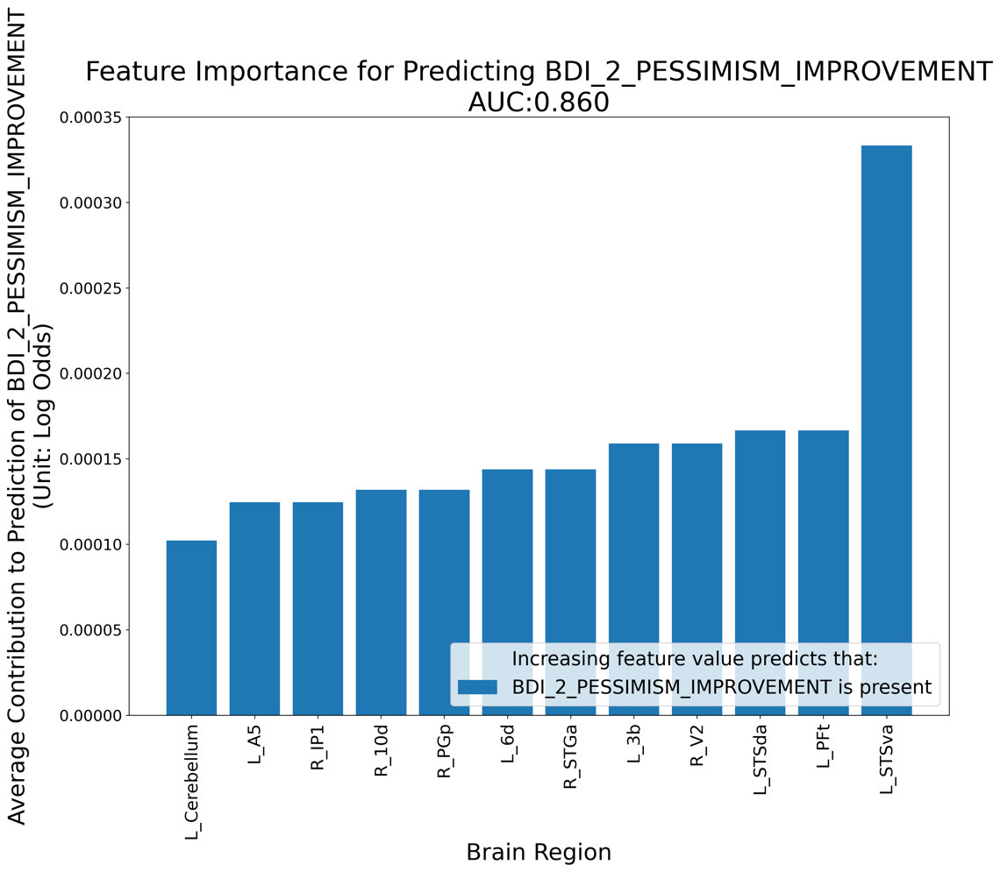 Feature Importance for Predicting BDI_2_PESSIMISM_IMPROVEMENT
AUC:0.860
Average Contribution to Prediction of BDI_2_PESSIMISM_IMPROVEMENT
(Unit: Log Odds)
0.00035
0.00030
0.00025
0.00020
0.00015
0.00010
0.00005
0.00000
Increasing feature value predicts that:
BDI_2_PESSIMISM_IMPROVEMENT is present
L_Cerebellum
L_A5
R_IP1
R_10d
R_PGp
L_6d
R_STGa
L_3b
R_V2
L_STSda
L_PFt
L_STSva
Brain Region